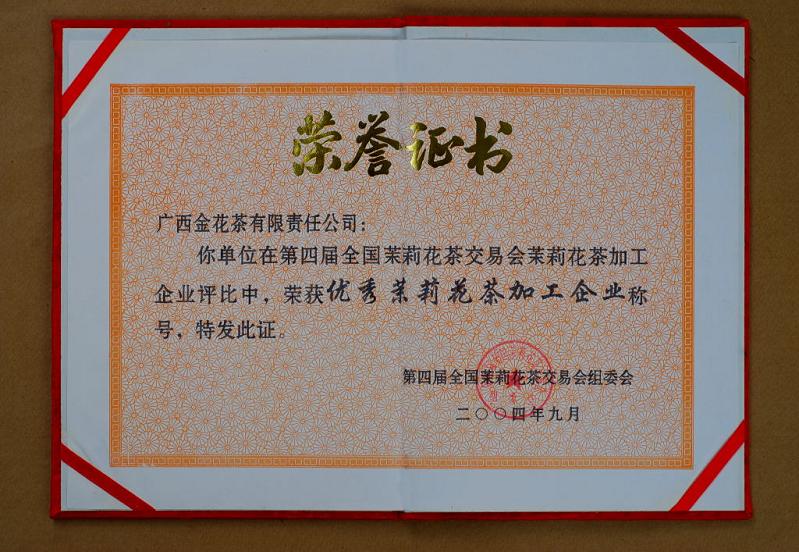 荣誉证书
广西金花茶有限责任公司：
你单位在第四届全国茉莉花茶交易会茉莉花茶加工
企业评比中，荣获优秀茉莉花茶加工企业称
号，特发此证。
第四届全国茉莉花茶交易会组委会
二〇〇四年九月